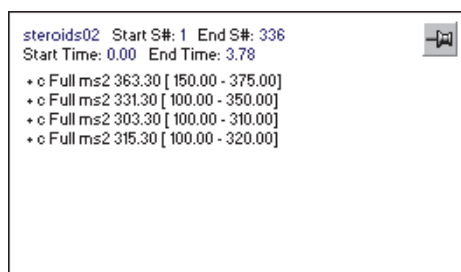 steroids02 Start S#: 1 End S#: 336
Start Time: 0.00 End Time: 3.78
+ c Full ms2 363.30 [ 150.00 - 375.00]
+ c Full ms2 331.30 [ 100.00 - 350.00]
+ c Full ms2 303.30 [ 100.00 - 310.00]
+ c Full ms2 315.30 [ 100.00 - 320.00]